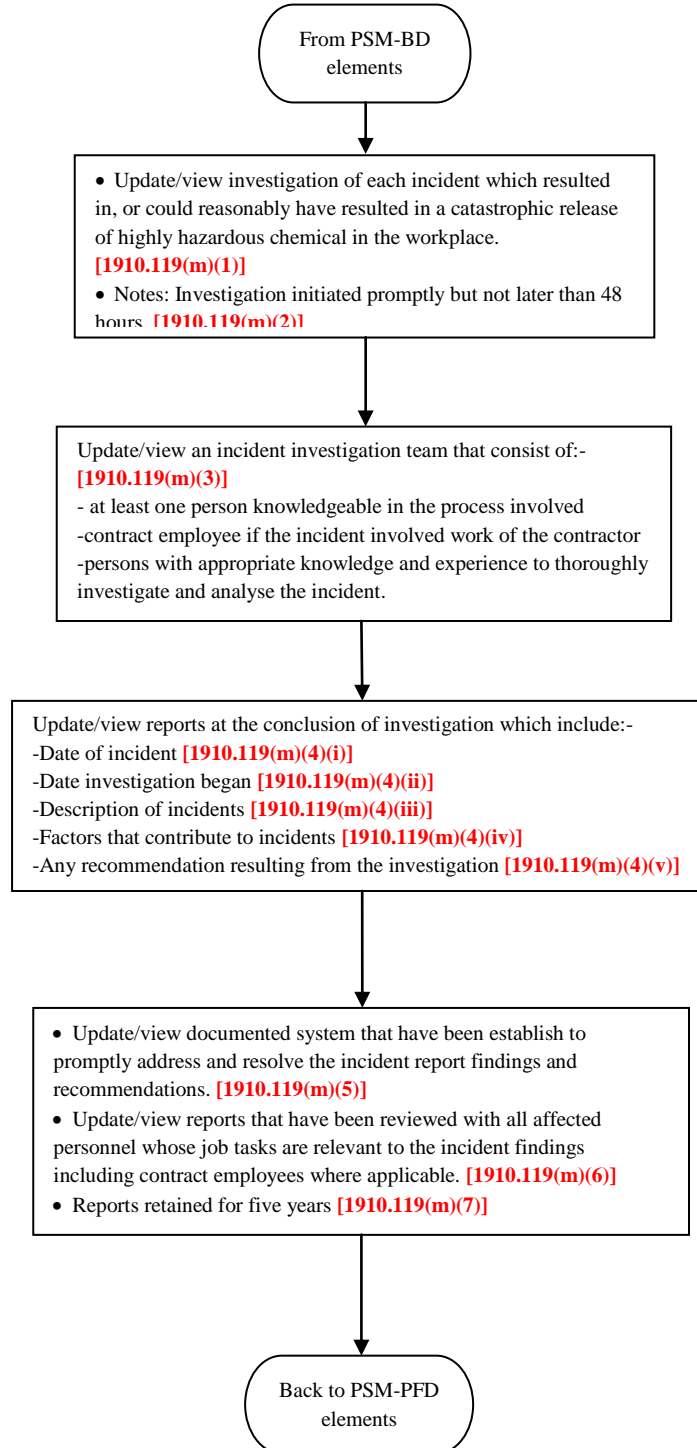 From PSM-BD
elements
• Update/view investigation of each incident which resulted
in, or could reasonably have resulted in a catastrophic release
of highly hazardous chemical in the workplace.
[1910.119(m)(1)]
• Notes: Investigation initiated promptly but not later than 48
hours. [1910.119(m)(2)]
Update/view an incident investigation team that consist of:-
[1910.119(m)(3)]
- at least one person knowledgeable in the process involved
-contract employee if the incident involved work of the contractor
-persons with appropriate knowledge and experience to thoroughly
investigate and analyse the incident.
Update/view reports at the conclusion of investigation which include:-
-Date of incident [1910.119(m)(4)(i)]
-Date investigation began [1910.119(m)(4)(ii)]
-Description of incidents [1910.119(m)(4)(iii)]
-Factors that contribute to incidents [1910.119(m)(4)(iv)]
-Any recommendation resulting from the investigation [1910.119(m)(4)(v)]
• Update/view documented system that have been establish to
promptly address and resolve the incident report findings and
recommendations. [1910.119(m)(5)]
• Update/view reports that have been reviewed with all affected
personnel whose job tasks are relevant to the incident findings
including contract employees where applicable. [1910.119(m)(6)]
• Reports retained for five years [1910.119(m)(7)]
Back to PSM-PFD
elements